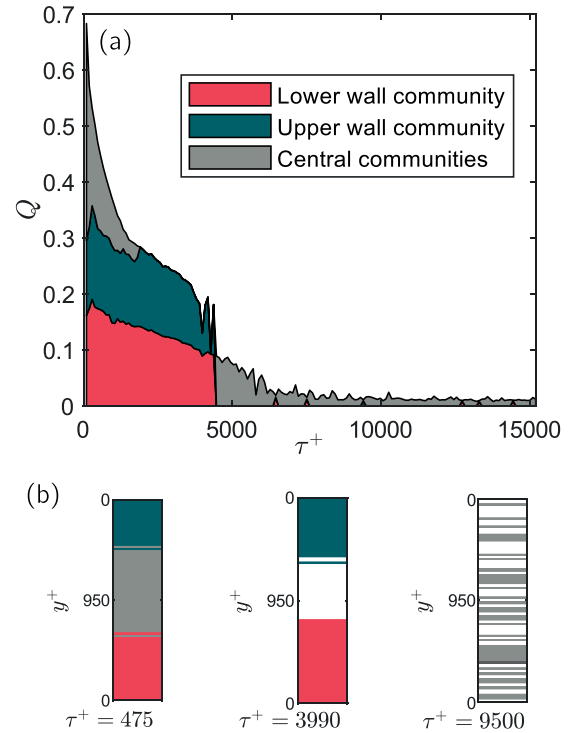 0.7
(a)
0.6
Lower wall community
0.5
Upper wall community
Central communities
0.4
Q
0.3
0.2
0.1
0
0 5000 10000 15000
τ⁺
(b)
0 0 0
y⁺ 950 y⁺ 950 y⁺ 950
0 0 0
τ⁺ = 475 τ⁺ = 3990 τ⁺ = 9500